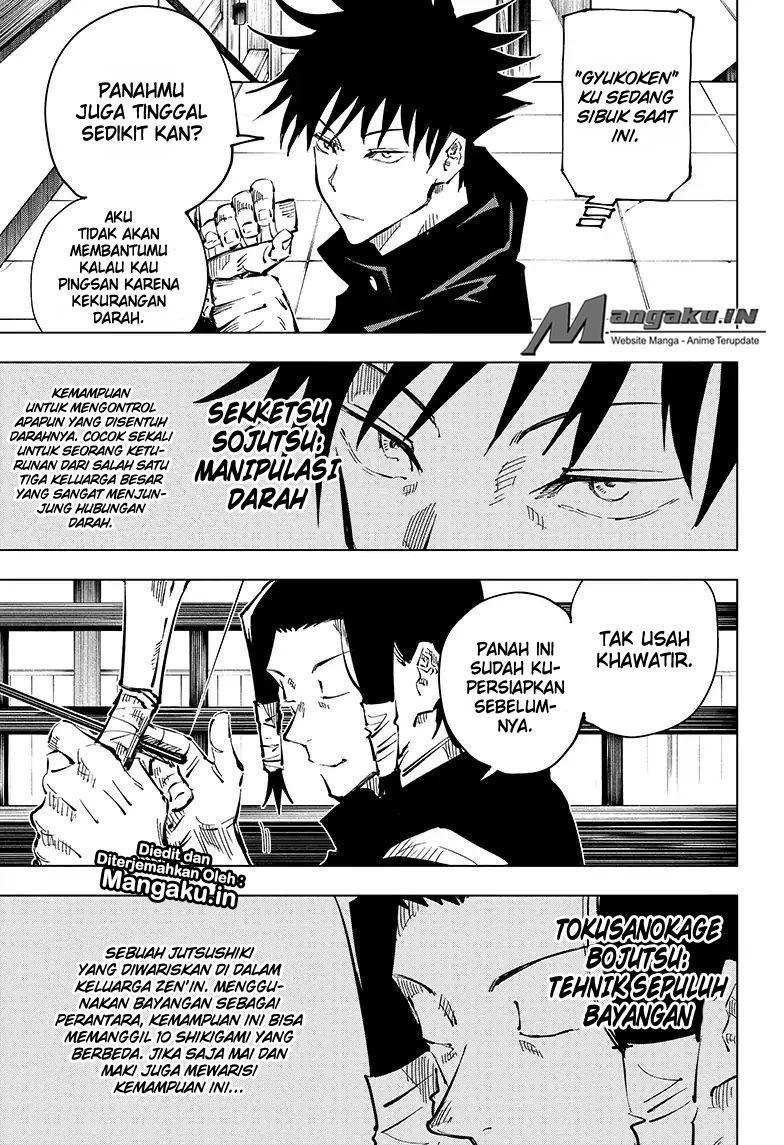 "GYUKOKEN"
KU SEDANG
SIBUK SAAT
INI.
PANAHMU
JUGA TINGGAL
SEDIKIT KAN?
AKU
TIDAK AKAN
MEMBANTUMU
KALAU KAU
PINGSAN KARENA
KEKURANGAN
DARAH.
Mangaku.IN
Website Manga - Anime Terupdate
SEKKETSU
SOJUTSU:
MANIPULASI
DARAH
KEMAMPUAN
UNTUK MENGONTROL
APAPUN YANG DISENTUH
DARAHNYA. COCOK SEKALI
UNTUK SEORANG KETU-
RUNAN DARI SALAH SATU
TIGA KELUARGA BESAR
YANG SANGAT MENJUN-
JUNG HUBUNGAN
DARAH.
TAK USAH
KHAWATIR.
PANAH INI
SUDAH KU-
PERSIAPKAN
SEBELUM-
NYA.
Diedit dan
Diterjemahkan Oleh :
Mangaku.in
TOKUSANOKAGE
BOJUTSU:
TEHNIK SEPULUH
BAYANGAN
SEBUAH JUTSUSHIKI
YANG DIWARISKAN DI DALAM
KELUARGA ZEN'IN. MENGGU-
NAKAN BAYANGAN SEBAGAI
PERANTARA, KEMAMPUAN INI BISA
MEMANGGIL 10 SHIKIGAMI YANG
BERBEDA. JIKA SAJA MAI DAN
MAKI JUGA MEWARISI
KEMAMPUAN INI...